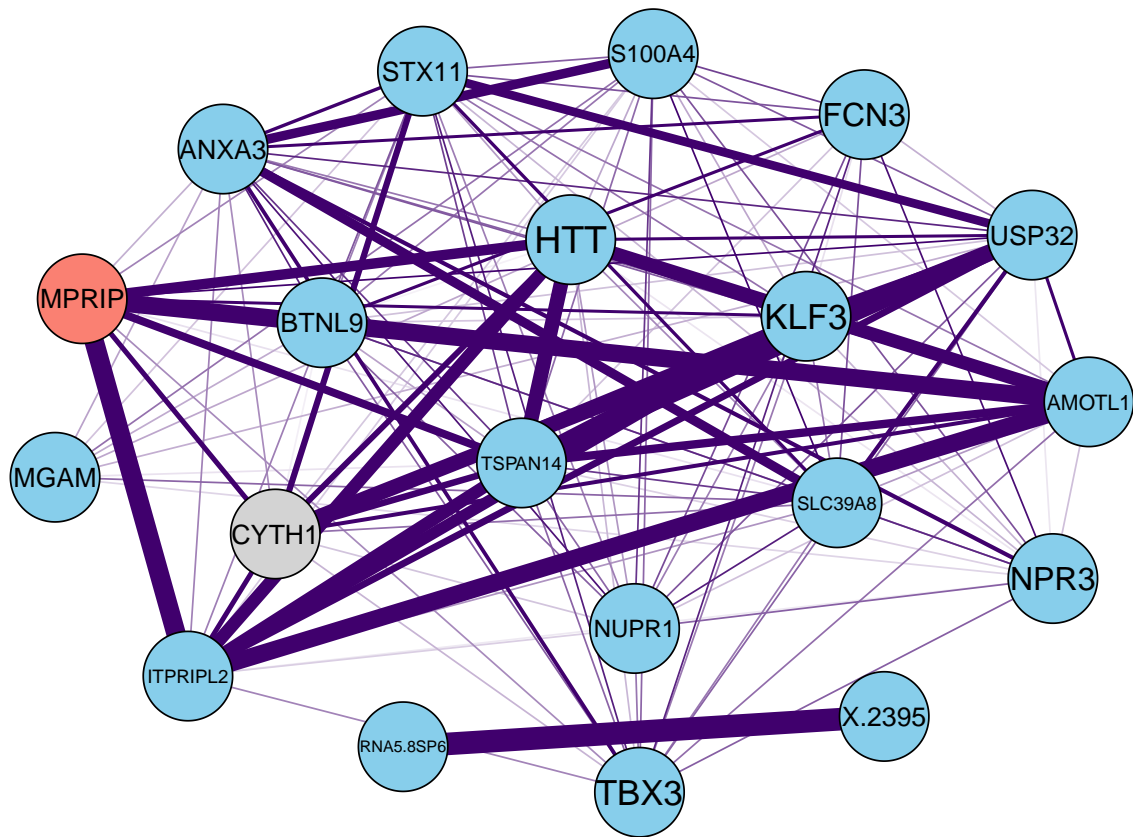 S100A4
STX11
FCN3
ANXA3
USP32
HTT
MPRIP
BTNL9
KLF3
AMOTL1
TSPAN14
MGAM
SLC39A8
CYTH1
NPR3
NUPR1
ITPRIPL2
X.2395
RNA5.8SP6
TBX3